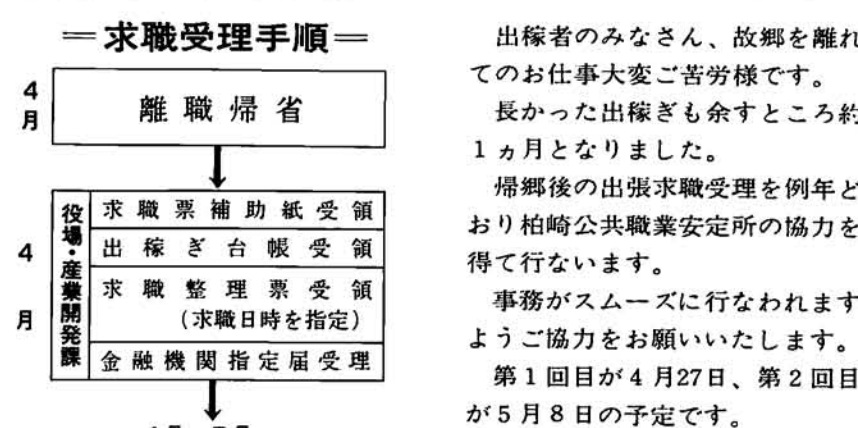 ＝求職受理手順＝
4月
離職帰省
4月
役場・産業開発課
求職票補助紙受領
出稼ぎ台帳受領
求職整理票受領
（求職日時を指定）
金融機関指定届受理
出稼者のみなさん、故郷を離れ
てのお仕事大変ご苦労様です。
長かった出稼ぎも余すところ約
1ヵ月となりました。
帰郷後の出張求職受理を例年ど
おり柏崎公共職業安定所の協力を
得て行ないます。
事務がスムーズに行なわれます
ようご協力をお願いいたします。
第1回目が4月27日、第2回目
が5月8日の予定です。